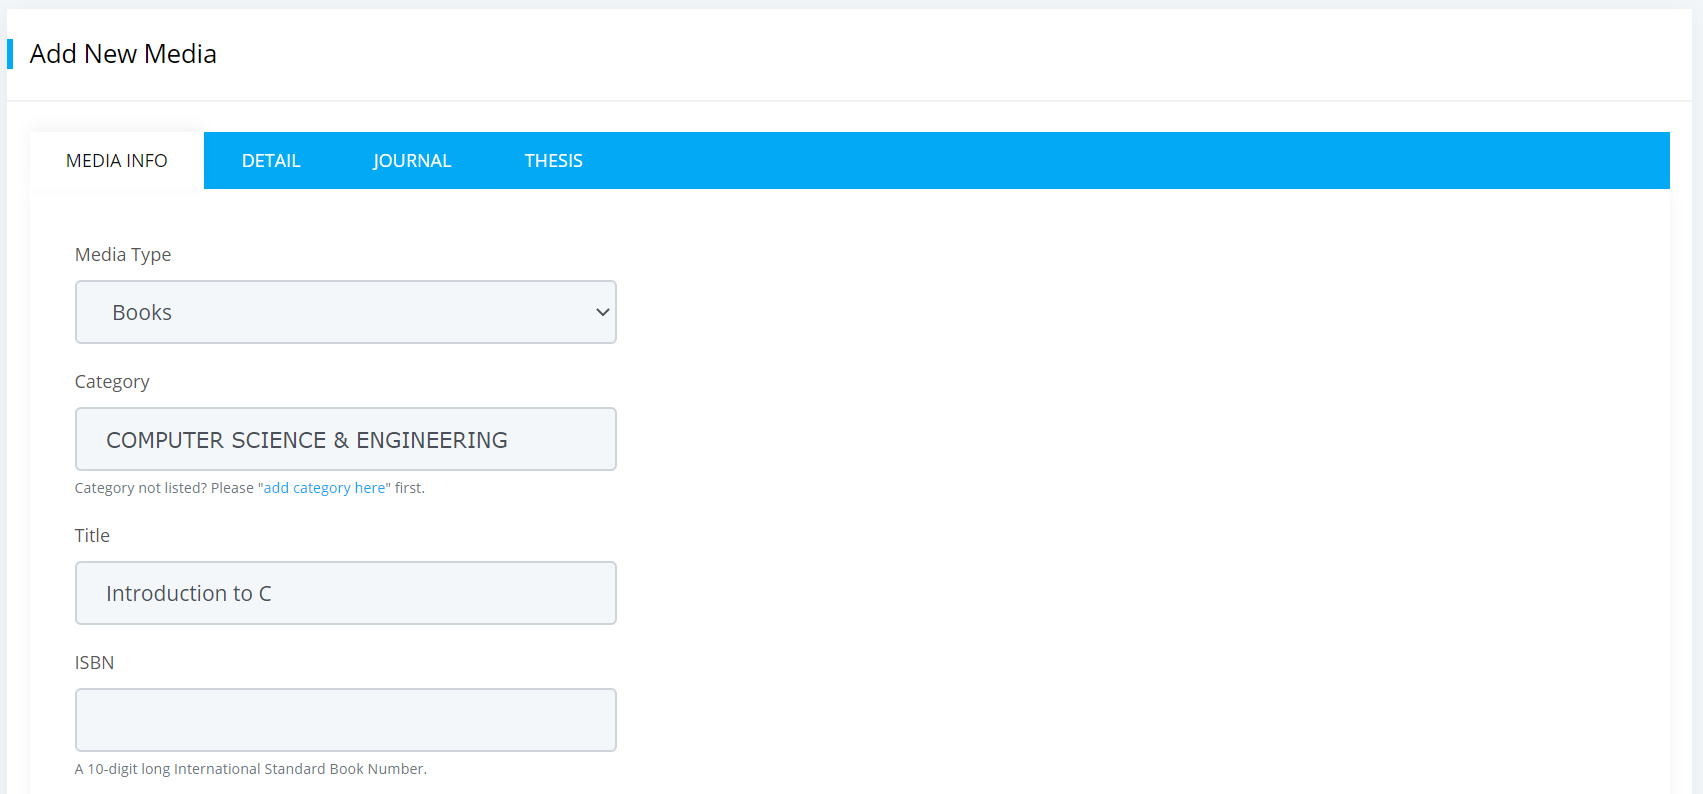 Add New Media
MEDIA INFO DETAIL JOURNAL THESIS
Media Type
Books
Category
COMPUTER SCIENCE & ENGINEERING
Category not listed? Please "add category here" first.
Title
Introduction to C
ISBN
A 10-digit long International Standard Book Number.